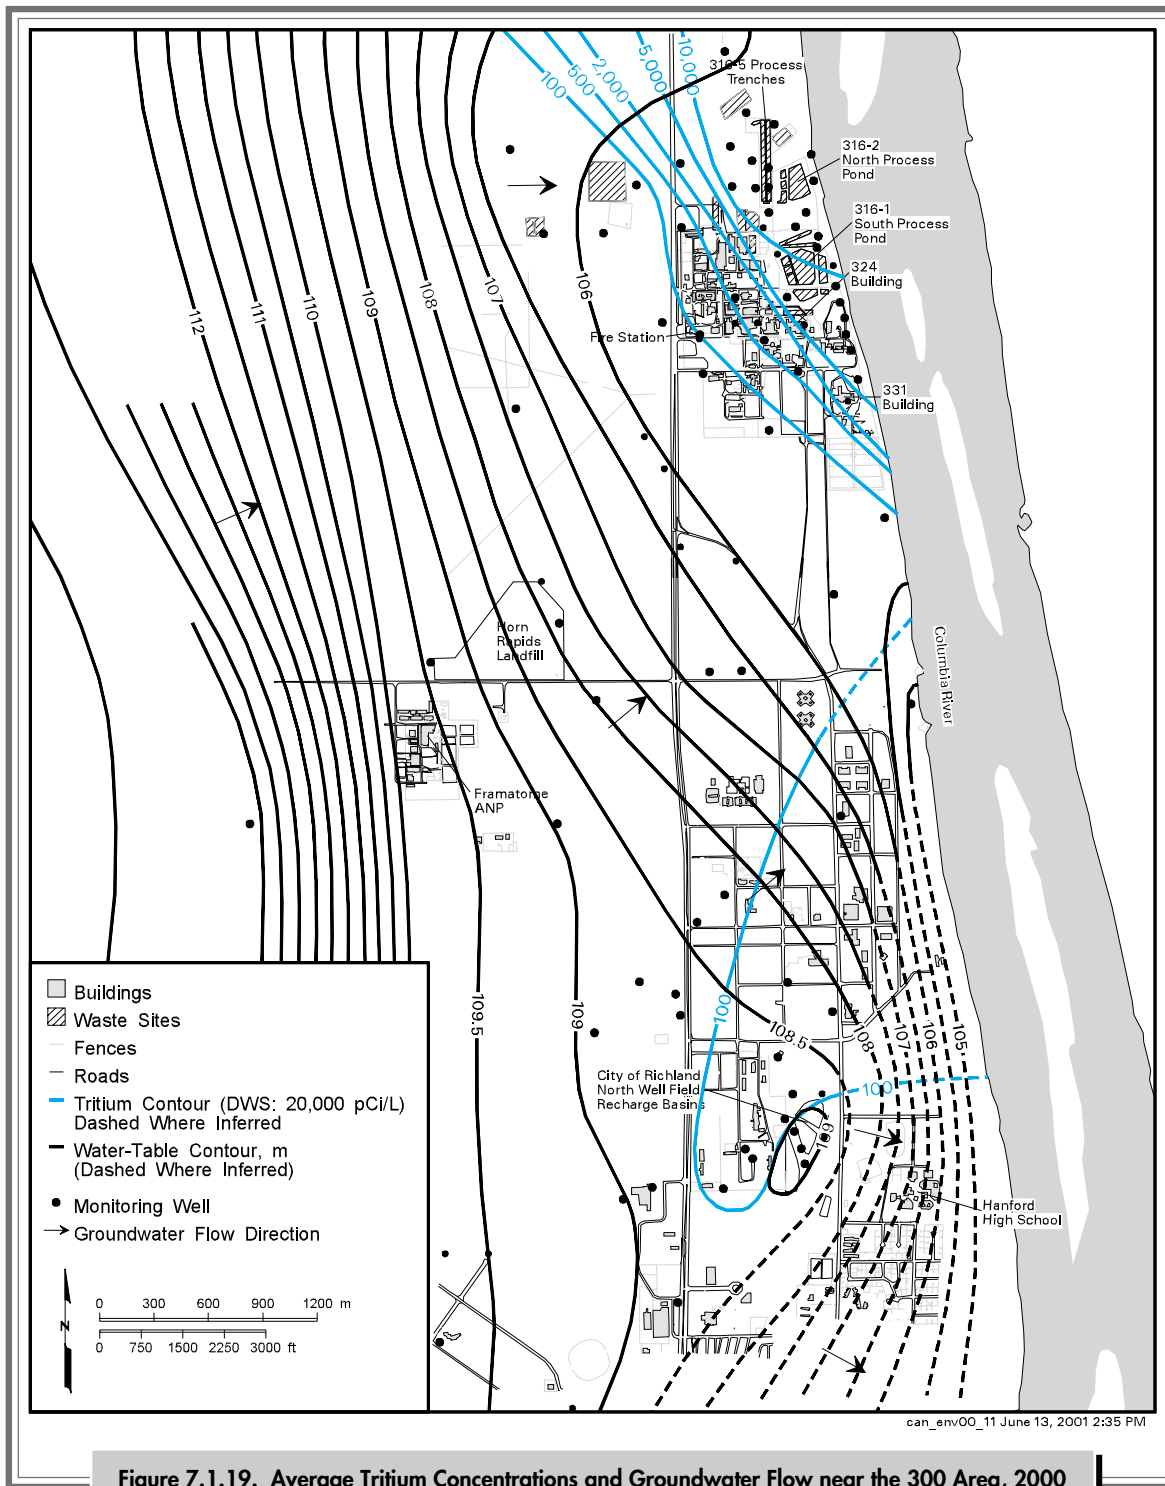 100
500
2,000
5,000
10,000
316-5 Process
Trenches
316-2
North Process
Pond
316-1
South Process
Pond
324
Building
112
111
110
109
108
107
106
Fire Station
331
Building
Horn
Rapids
Landfill
Columbia River
Framatome
ANP
109.5
109
100
108.5
108
107
106
105
City of Richland
North Well Field
Recharge Basins
100
109
Hanford
High School
Buildings
Waste Sites
Fences
Roads
Tritium Contour (DWS: 20,000 pCi/L)
Dashed Where Inferred
Water-Table Contour, m
(Dashed Where Inferred)
Monitoring Well
Groundwater Flow Direction
N
0 300 600 900 1200 m
0 750 1500 2250 3000 ft
can_env00_11 June 13, 2001 2:35 PM
Figure 7.1.19. Average Tritium Concentrations and Groundwater Flow near the 300 Area, 2000